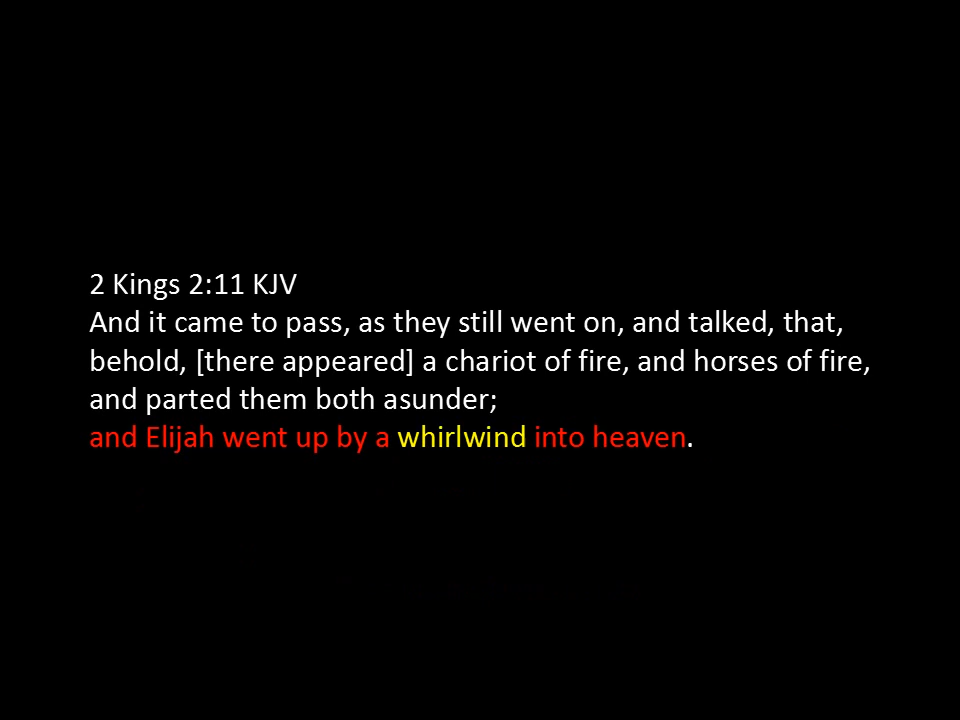 2 Kings 2:11 KJV
And it came to pass, as they still went on, and talked, that,
behold, [there appeared] a chariot of fire, and horses of fire,
and parted them both asunder;
and Elijah went up by a whirlwind into heaven.